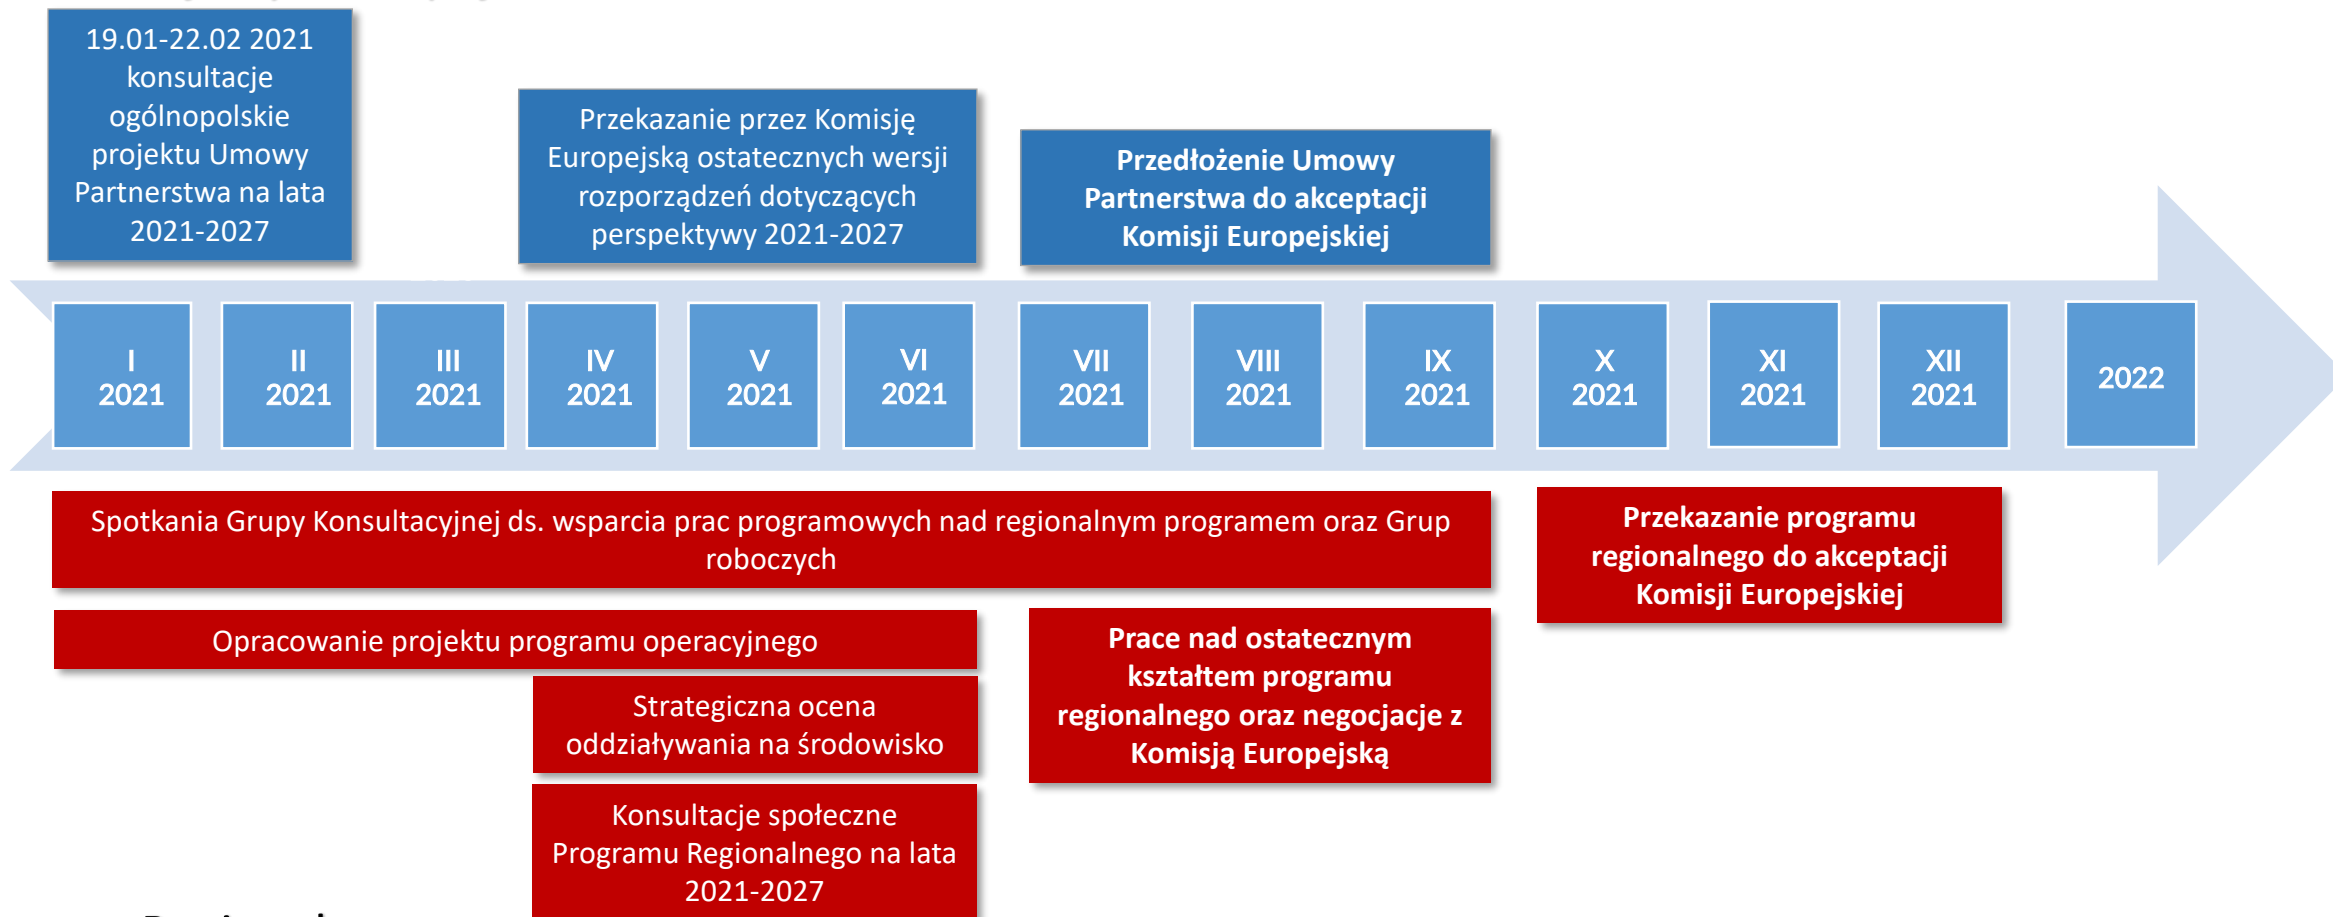 19.01-22.02 2021
konsultacje
ogólnopolskie
projektu Umowy
Partnerstwa na lata
2021-2027
Przekazanie przez Komisję
Europejską ostatecznych wersji
rozporządzeń dotyczących
perspektywy 2021-2027
Przedłożenie Umowy
Partnerstwa do akceptacji
Komisji Europejskiej
I
2021
II
2021
III
2021
IV
2021
V
2021
VI
2021
VII
2021
VIII
2021
IX
2021
X
2021
XI
2021
XII
2021
2022
Spotkania Grupy Konsultacyjnej ds. wsparcia prac programowych nad regionalnym programem oraz Grup
roboczych
Przekazanie programu
regionalnego do akceptacji
Komisji Europejskiej
Opracowanie projektu programu operacyjnego
Prace nad ostatecznym
kształtem programu
regionalnego oraz negocjacje z
Komisją Europejską
Strategiczna ocena
oddziaływania na środowisko
Konsultacje społeczne
Programu Regionalnego na lata
2021-2027